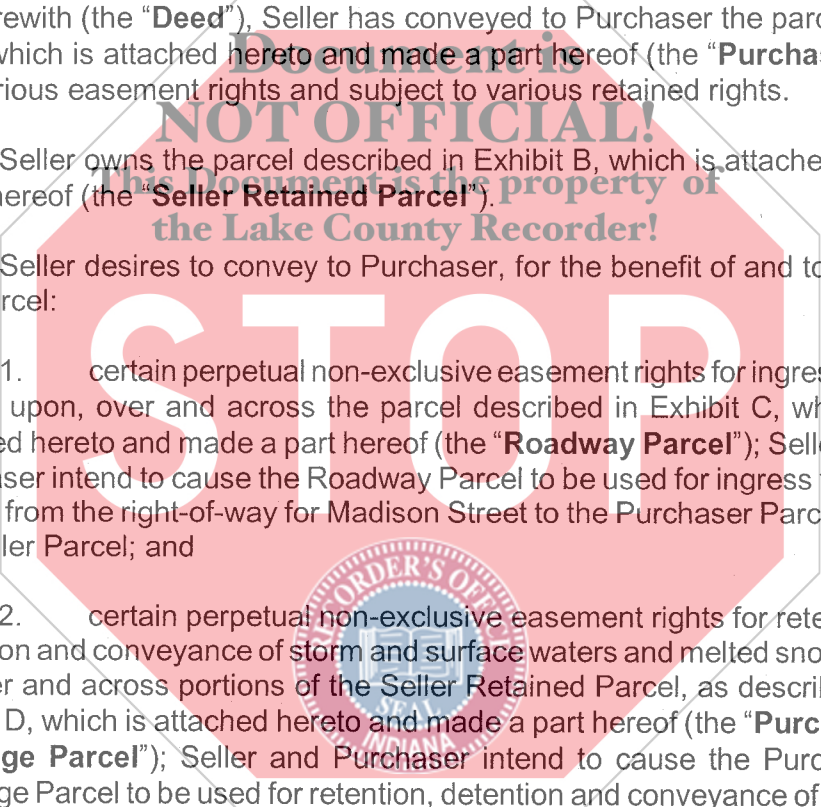 rewith (the “Deed”), Seller has conveyed to Purchaser the parc
which is attached hereto and made a part hereof (the “Purcha
rious easement rights and subject to various retained rights.
Document is
NOT OFFICIAL!
This Document is the property of
the Lake County Recorder!
Seller owns the parcel described in Exhibit B, which is attache
hereof (the “Seller Retained Parcel”).
Seller desires to convey to Purchaser, for the benefit of and to
rcel:
STOP
1. certain perpetual non-exclusive easement rights for ingres
upon, over and across the parcel described in Exhibit C, wh
ed hereto and made a part hereof (the “Roadway Parcel”); Selle
ser intend to cause the Roadway Parcel to be used for ingress
from the right-of-way for Madison Street to the Purchaser Parc
ler Parcel; and
2. certain perpetual non-exclusive easement rights for rete
on and conveyance of storm and surface waters and melted sno
er and across portions of the Seller Retained Parcel, as descri
D, which is attached hereto and made a part hereof (the “Purc
ge Parcel”); Seller and Purchaser intend to cause the Purc
ge Parcel to be used for retention, detention and conveyance of
RECORDER'S OFFICE
SEAL
INDIANA